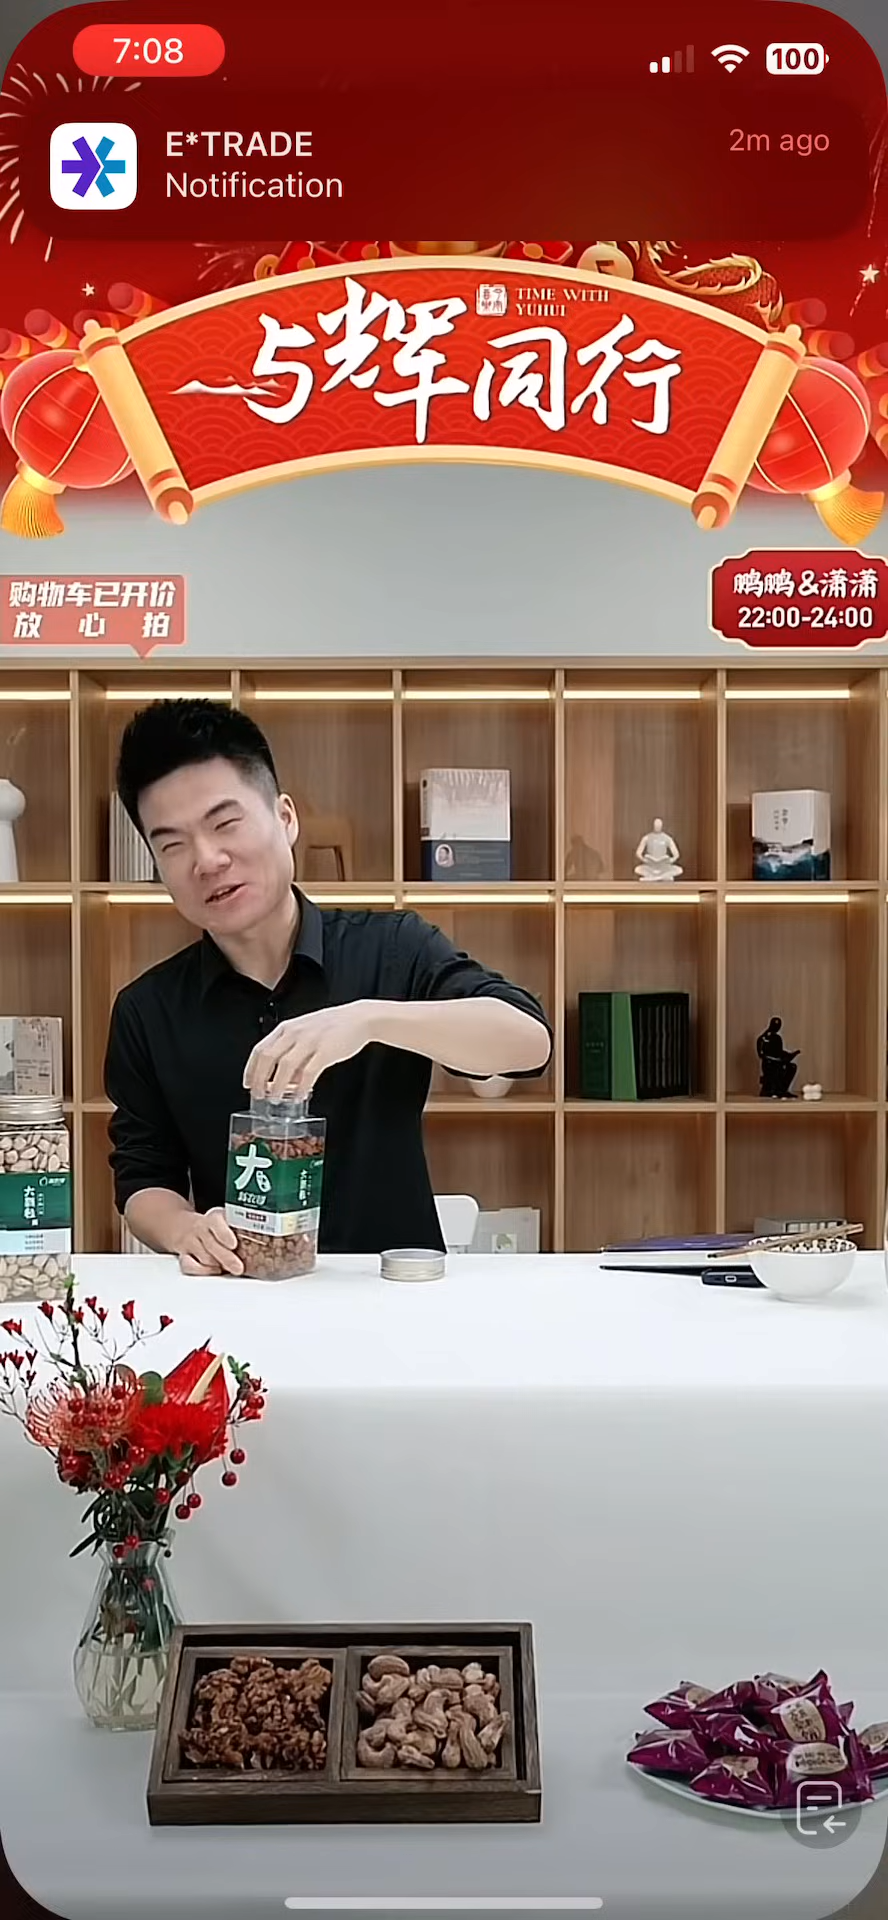 7:08
100
E*TRADE
2m ago
Notification
TIME WITH
YUHUI
与辉同行
购物车已开价
放 心 拍
鹏鹏&潇潇
22:00-24:00
大